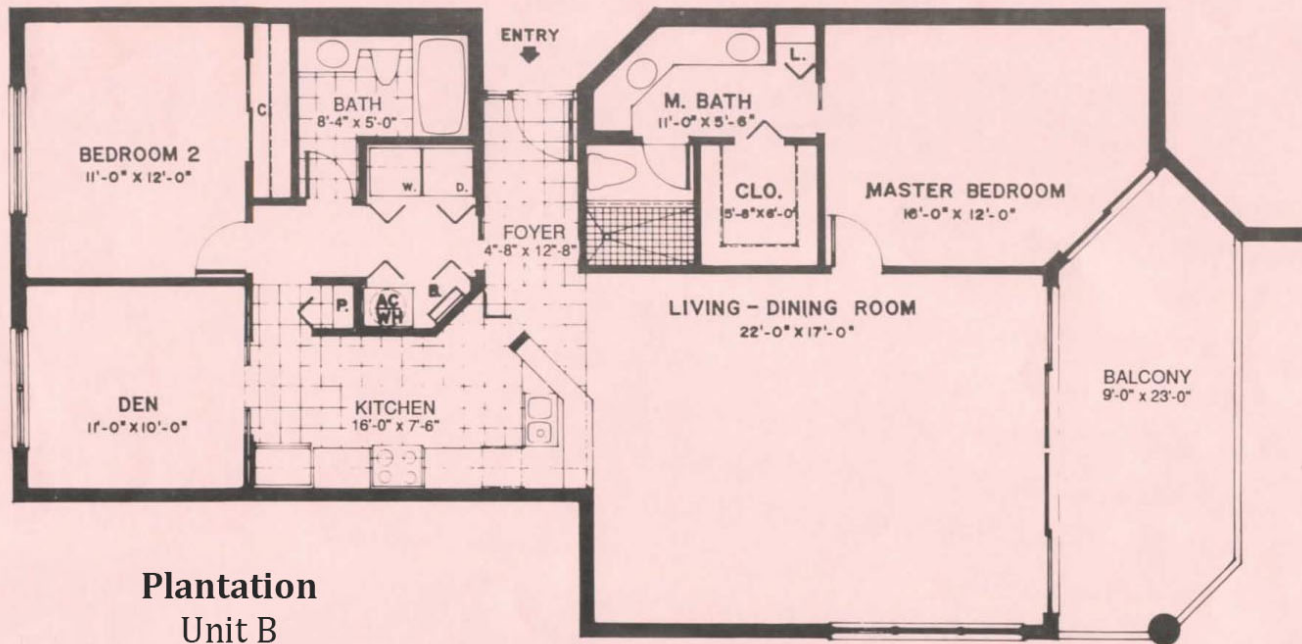 ENTRY
L.
C
BATH
8'-4" x 5'-0"
M. BATH
11'-0" X 5'-6"
BEDROOM 2
11'-0" X 12'-0"
W.
D.
CLO.
5'-8"X6'-0"
MASTER BEDROOM
16'-0" X 12'-0"
FOYER
4"-8" x 12"-8"
P.
AC
WH
B.
LIVING - DINING ROOM
22'-0" X 17'-0"
DEN
11'-0" X 10'-0"
KITCHEN
16'-0" x 7'-6"
BALCONY
9'-0" x 23'-0"
Plantation
Unit B